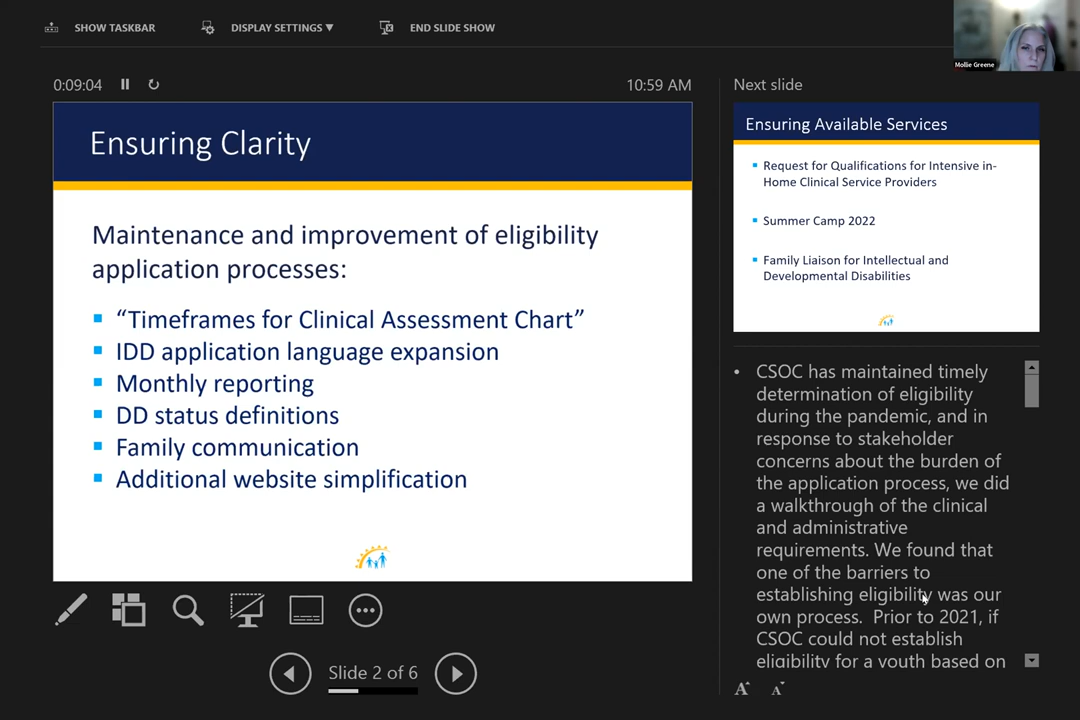 SHOW TASKBAR
DISPLAY SETTINGS ▼
END SLIDE SHOW
Mollie Greene
0:09:04
10:59 AM
Ensuring Clarity
Maintenance and improvement of eligibility
application processes:
▪ “Timeframes for Clinical Assessment Chart”
▪ IDD application language expansion
▪ Monthly reporting
▪ DD status definitions
▪ Family communication
▪ Additional website simplification
Slide 2 of 6
Next slide
Ensuring Available Services
▪ Request for Qualifications for Intensive in-
Home Clinical Service Providers
▪ Summer Camp 2022
▪ Family Liaison for Intellectual and
Developmental Disabilities
• CSOC has maintained timely
determination of eligibility
during the pandemic, and in
response to stakeholder
concerns about the burden of
the application process, we did
a walkthrough of the clinical
and administrative
requirements. We found that
one of the barriers to
establishing eligibility was our
own process. Prior to 2021, if
CSOC could not establish
eligibility for a youth based on
A A